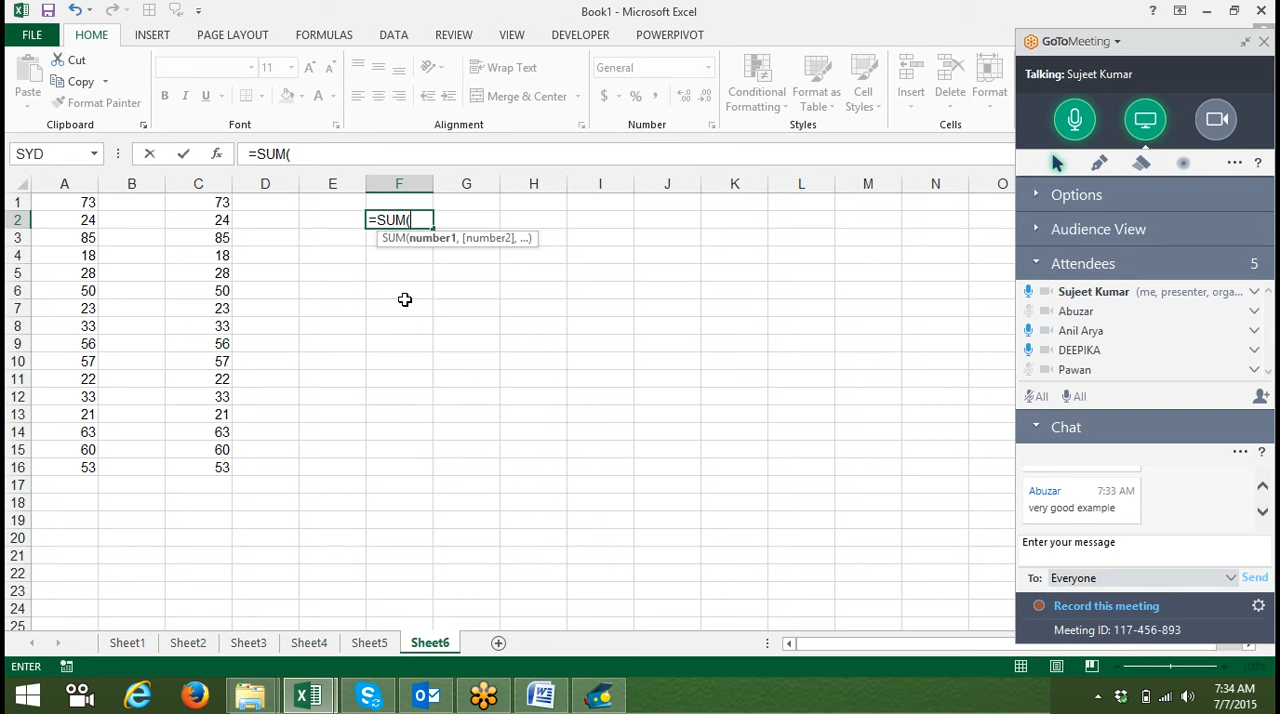 Book1 - Microsoft Excel
?
FILE HOME INSERT PAGE LAYOUT FORMULAS DATA REVIEW VIEW DEVELOPER POWERPIVOT
Paste
Cut
Copy
Format Painter
Clipboard
11
B I U
Font
Wrap Text
Merge & Center
Alignment
General
$ % ,
Number
Conditional Formatting
Format as Table
Cell Styles
Styles
Insert Delete Format
Cells
SYD =SUM(
A B C D E F G H I J K L M N O
1 73 73
2 24 24 =SUM(
3 85 85 SUM(number1, [number2], ...)
4 18 18
5 28 28
6 50 50
7 23 23
8 33 33
9 56 56
10 57 57
11 22 22
12 33 33
13 21 21
14 63 63
15 60 60
16 53 53
17
18
19
20
21
22
23
24
25
Sheet1 Sheet2 Sheet3 Sheet4 Sheet5 Sheet6
ENTER
100%
GoToMeeting
Talking: Sujeet Kumar
?
Options
Audience View
Attendees 5
Sujeet Kumar (me, presenter, orga...
Abuzar
Anil Arya
DEEPIKA
Pawan
All All
Chat
?
Abuzar 7:33 AM
very good example
Enter your message
To: Everyone Send
Record this meeting
Meeting ID: 117-456-893
7:34 AM
7/7/2015